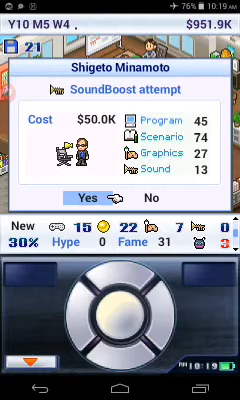 76% 10:19 AM
Y10 M5 W4 $951.9K
21
Shigeto Minamoto
SoundBoost attempt
Cost $50.0K
Program 45
Scenario 74
Graphics 27
Sound 13
Yes No
New 15 22 7 0
30% Hype 0 Fame 31 3
AM 10:19